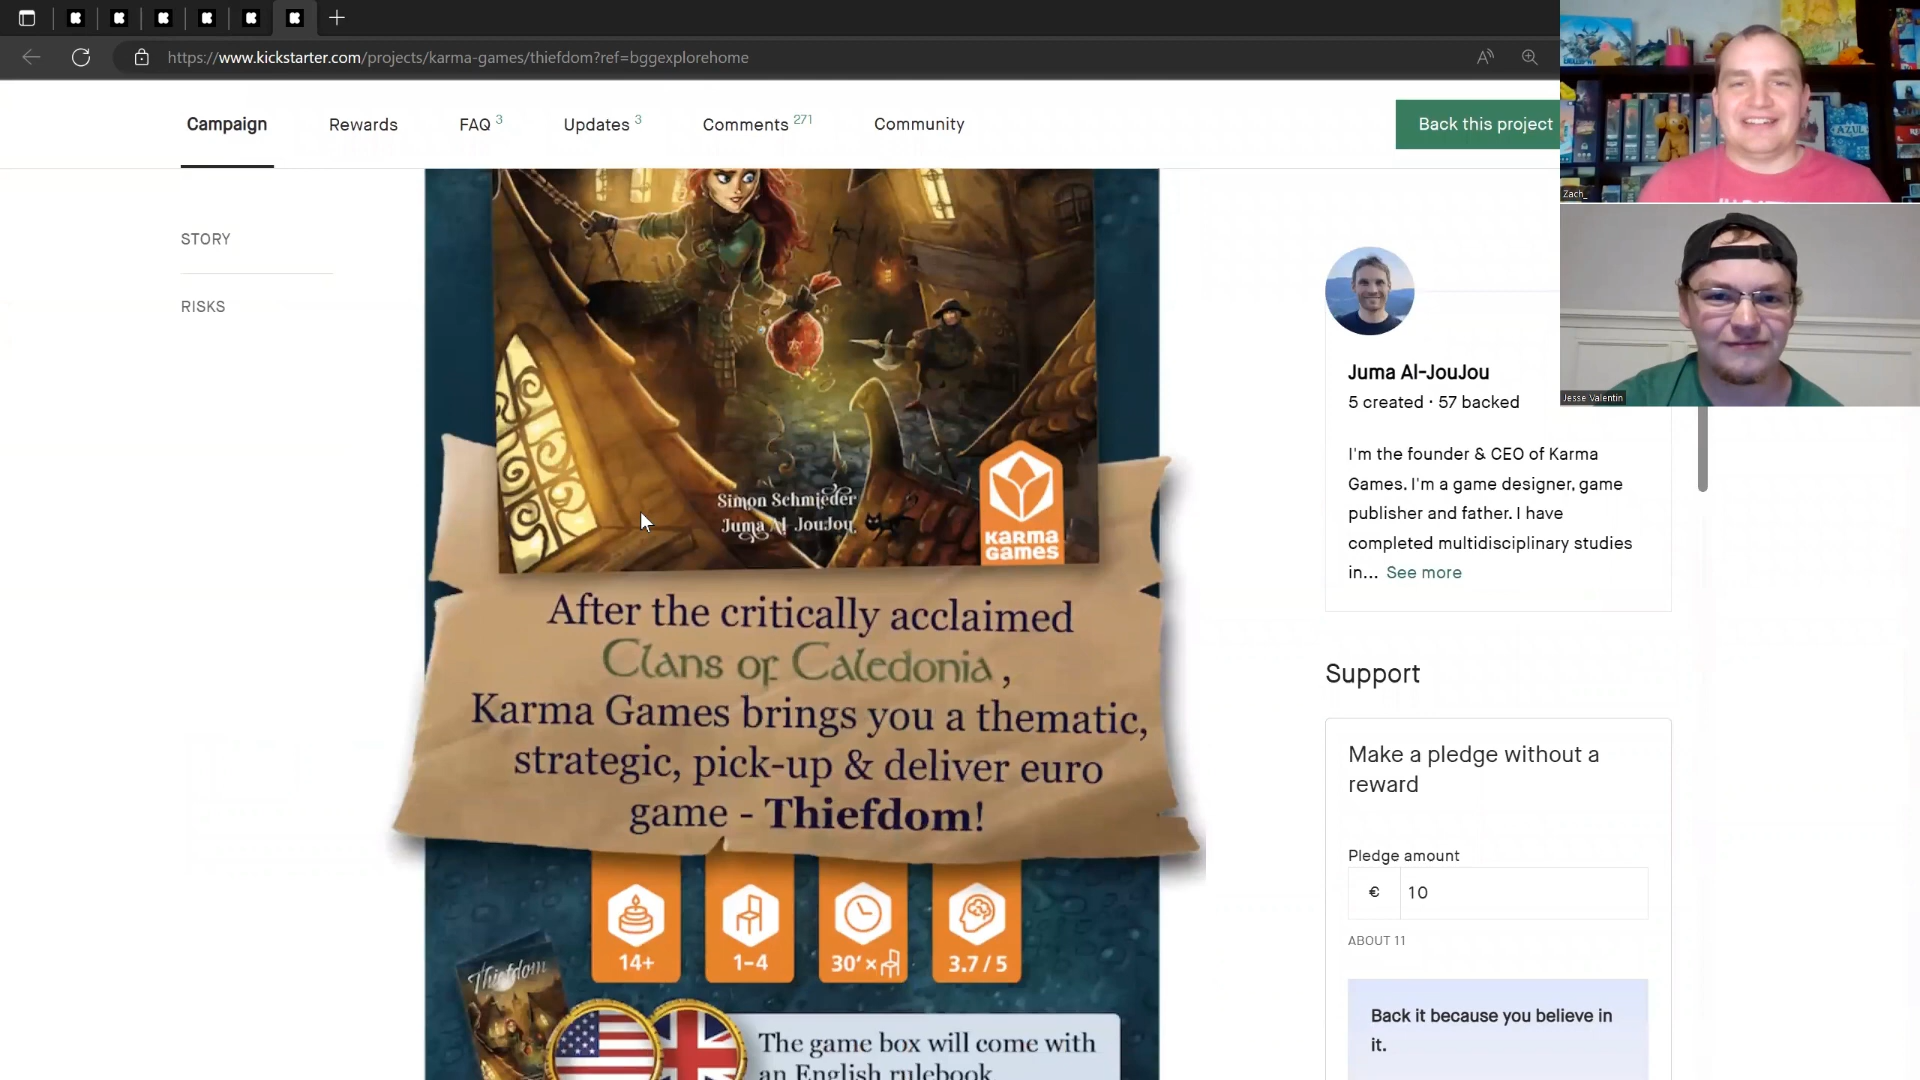 https://www.kickstarter.com/projects/karma-games/thiefdom?ref=bggexplorehome
Campaign
Rewards
FAQ 3
Updates 3
Comments 271
Community
Back this project
STORY
RISKS
Simon Schmieder
Juma Al-JouJou
KARMA
GAMES
After the critically acclaimed
Clans of Caledonia ,
Karma Games brings you a thematic,
strategic, pick-up & deliver euro
game - Thiefdom!
14+
1-4
30' ×
3.7 / 5
Thiefdom
The game box will come with
an English rulebook
Juma Al-JouJou
5 created · 57 backed
I'm the founder & CEO of Karma
Games. I'm a game designer, game
publisher and father. I have
completed multidisciplinary studies
in... See more
Support
Make a pledge without a
reward
Pledge amount
€ 10
ABOUT 11
Back it because you believe in
it.
Zach_
AZUL
Jesse Valentin